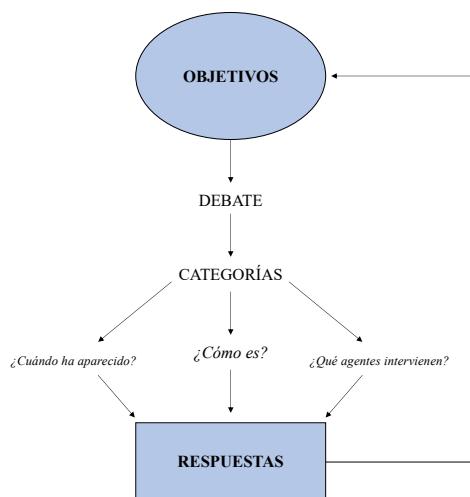 OBJETIVOS
DEBATE
CATEGORÍAS
¿Cuándo ha aparecido?
¿Cómo es?
¿Qué agentes intervienen?
RESPUESTAS